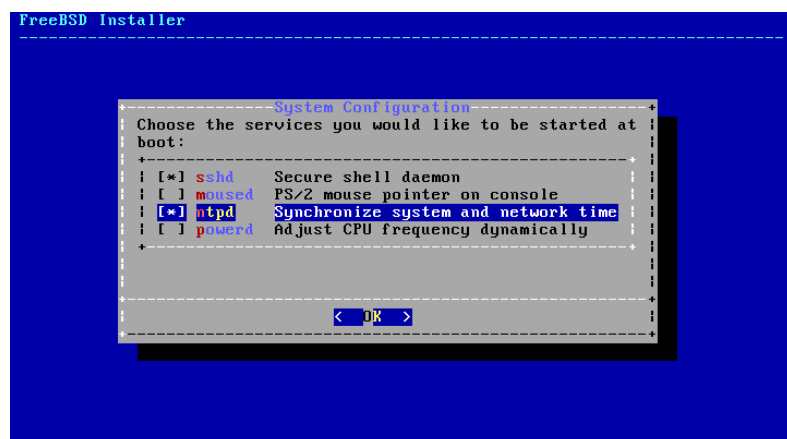 FreeBSD Installer
System Configuration
Choose the services you would like to be started at
boot:
[*] sshd Secure shell daemon
[ ] moused PS/2 mouse pointer on console
[*] ntpd Synchronize system and network time
[ ] powerd Adjust CPU frequency dynamically
< OK >